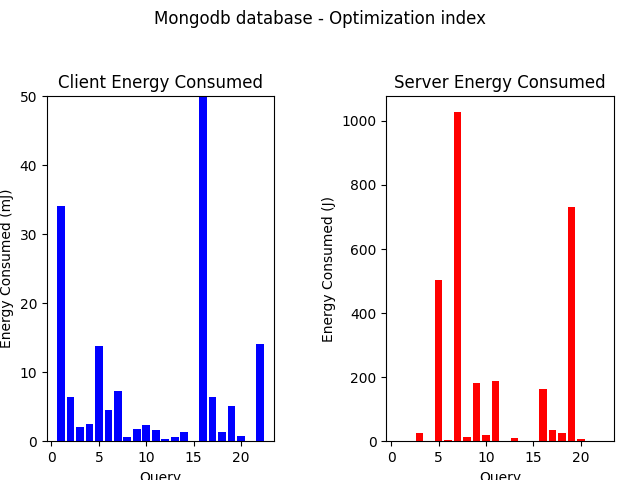 Mongodb database - Optimization index
Client Energy Consumed
Server Energy Consumed
Energy Consumed (mJ)
50
40
30
20
10
0
0 5 10 15 20
Query
Energy Consumed (J)
1000
800
600
400
200
0
0 5 10 15 20
Query